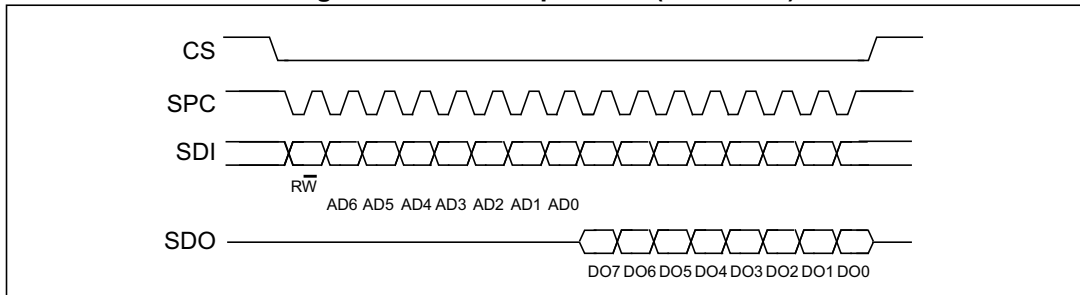 CS
SPC
SDI
RW̅
AD6 AD5 AD4 AD3 AD2 AD1 AD0
SDO
DO7 DO6 DO5 DO4 DO3 DO2 DO1 DO0